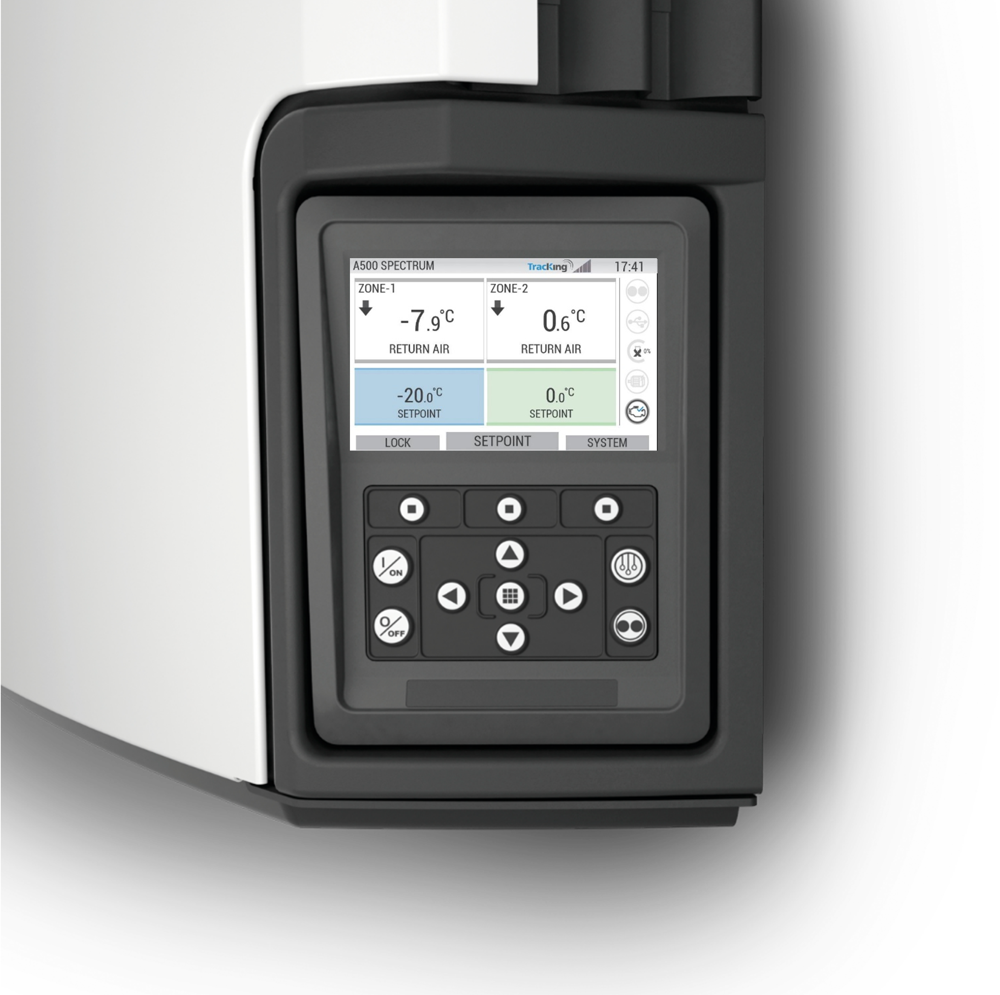 A500 SPECTRUM TracKing 17:41
ZONE-1 ZONE-2
-7.9°C 0.6°C
0%
RETURN AIR RETURN AIR
-20.0°C 0.0°C
SETPOINT SETPOINT
LOCK SETPOINT SYSTEM
I/ON
O/OFF